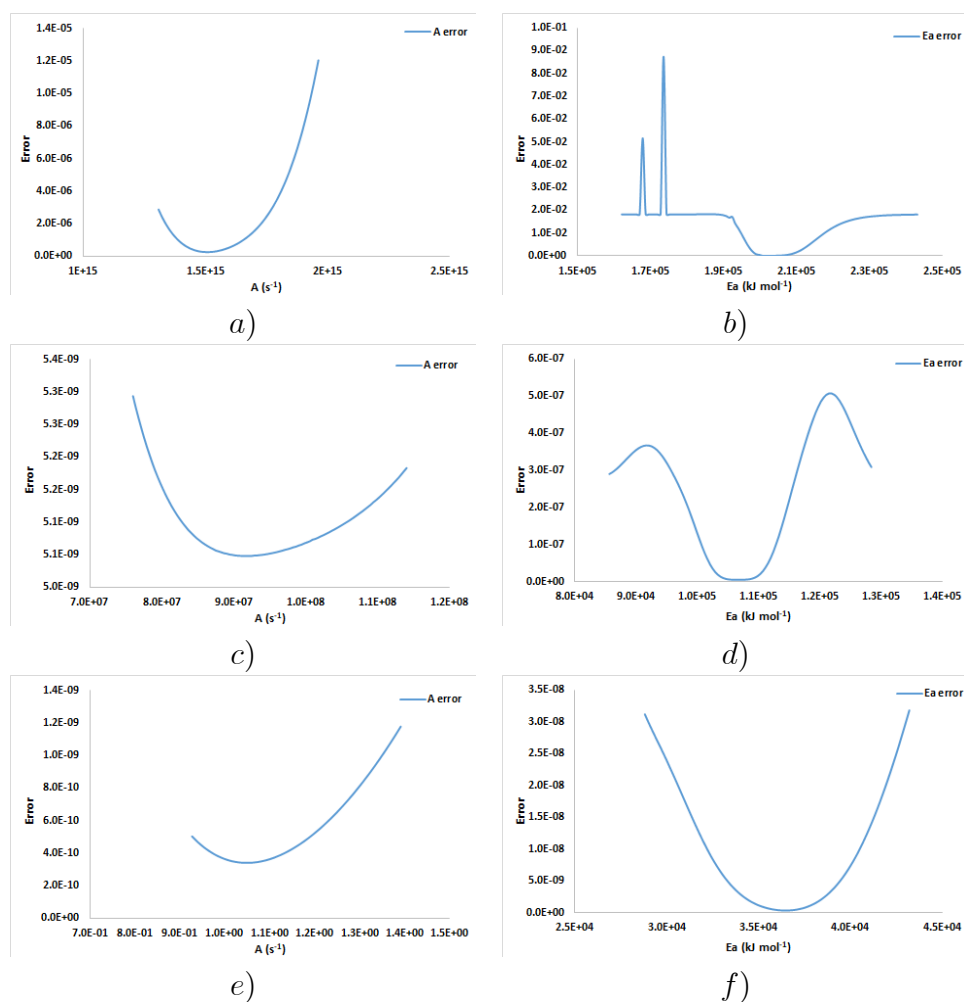 1.4E-05
A error
1.2E-05
1.0E-05
8.0E-06
6.0E-06
4.0E-06
2.0E-06
0.0E+00
Error
1E+15 1.5E+15 2E+15 2.5E+15
A (s-1)
a)
1.0E-01
Ea error
9.0E-02
8.0E-02
7.0E-02
6.0E-02
5.0E-02
4.0E-02
3.0E-02
2.0E-02
1.0E-02
0.0E+00
Error
1.5E+05 1.7E+05 1.9E+05 2.1E+05 2.3E+05 2.5E+05
Ea (kJ mol-1)
b)
5.4E-09
A error
5.3E-09
5.3E-09
5.2E-09
5.2E-09
5.1E-09
5.1E-09
5.0E-09
Error
7.0E+07 8.0E+07 9.0E+07 1.0E+08 1.1E+08 1.2E+08
A (s-1)
c)
6.0E-07
Ea error
5.0E-07
4.0E-07
3.0E-07
2.0E-07
1.0E-07
0.0E+00
Error
8.0E+04 9.0E+04 1.0E+05 1.1E+05 1.2E+05 1.3E+05 1.4E+05
Ea (kJ mol-1)
d)
1.4E-09
A error
1.2E-09
1.0E-09
8.0E-10
6.0E-10
4.0E-10
2.0E-10
0.0E+00
Error
7.0E-01 8.0E-01 9.0E-01 1.0E+00 1.1E+00 1.2E+00 1.3E+00 1.4E+00 1.5E+00
A (s-1)
e)
3.5E-08
Ea error
3.0E-08
2.5E-08
2.0E-08
1.5E-08
1.0E-08
5.0E-09
0.0E+00
Error
2.5E+04 3.0E+04 3.5E+04 4.0E+04 4.5E+04
Ea (kJ mol-1)
f)